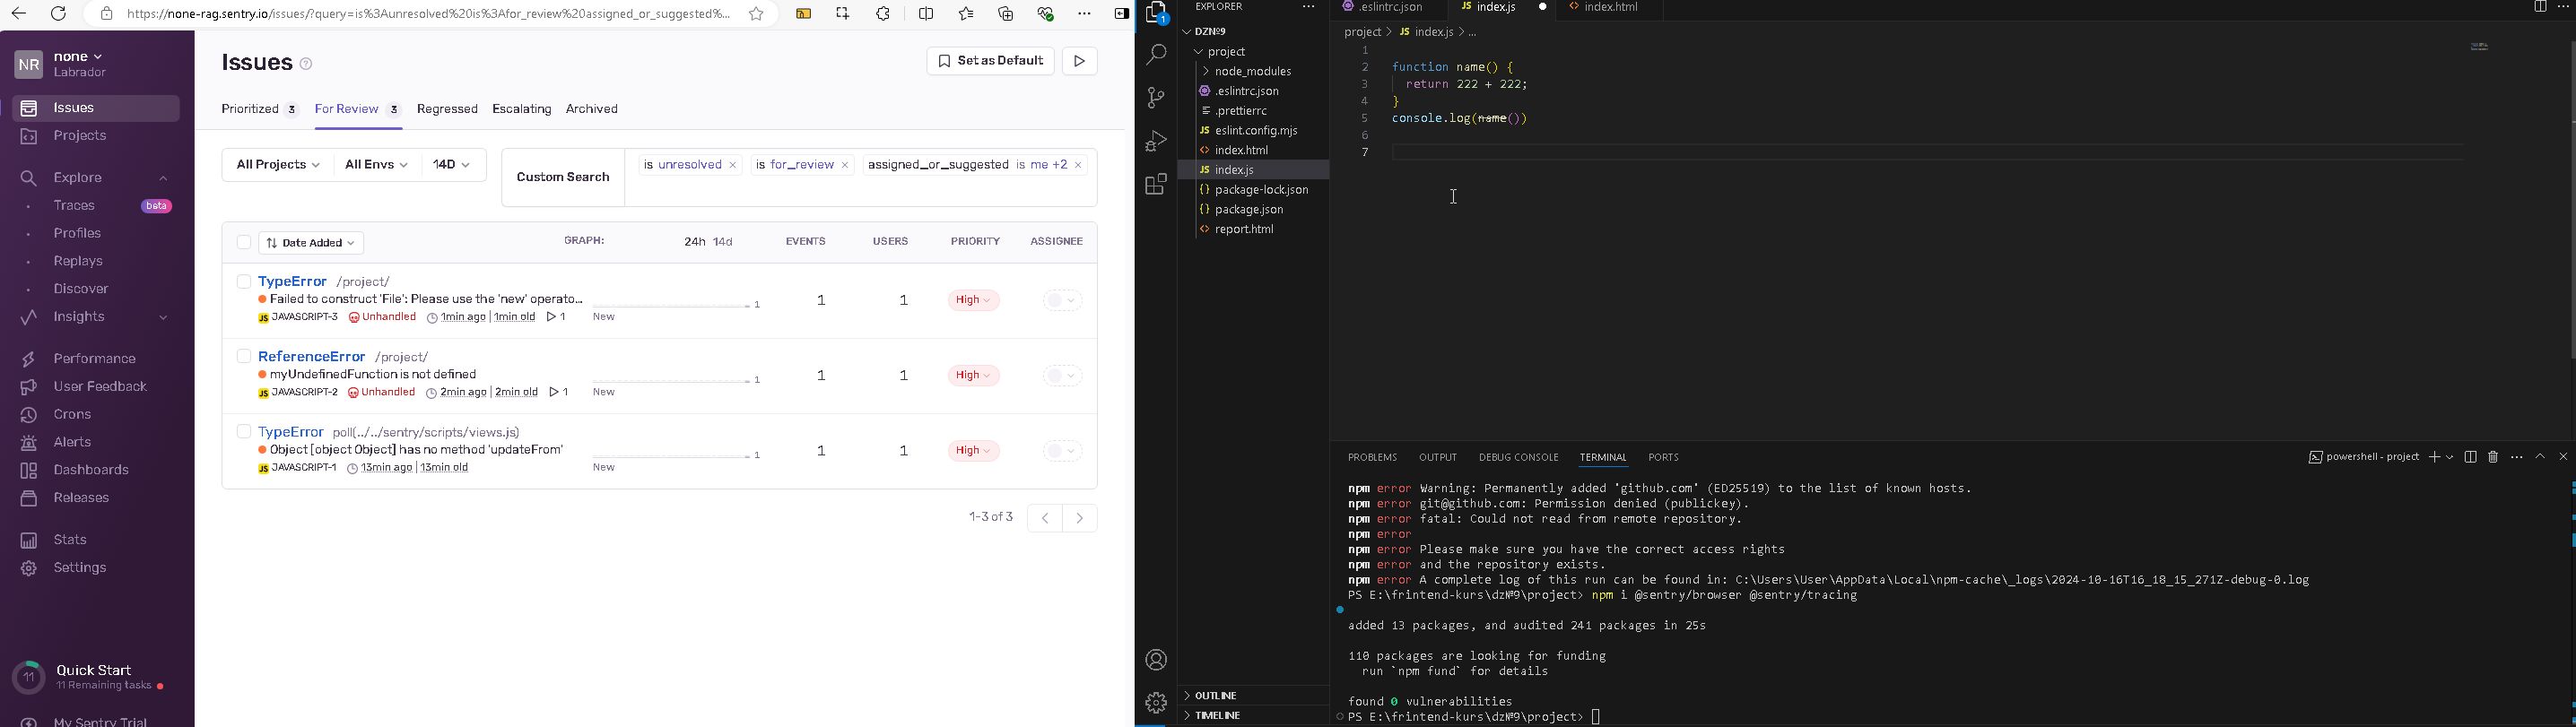 https://none-rag.sentry.io/issues/?query=is%3Aunresolved%20is%3Afor_review%20assigned_or_suggested%...
NR
none
Labrador
Issues
Projects
Explore
Traces
beta
Profiles
Replays
Discover
Insights
Performance
User Feedback
Crons
Alerts
Dashboards
Releases
Stats
Settings
11
Quick Start
11 Remaining tasks
My Sentry Trial
Issues
Set as Default
Prioritized 3 For Review 3 Regressed Escalating Archived
All Projects All Envs 14D
Custom Search
is unresolved × is for_review × assigned_or_suggested is me +2 ×
Date Added GRAPH: 24h 14d EVENTS USERS PRIORITY ASSIGNEE
TypeError /project/
Failed to construct 'File': Please use the 'new' operato...
JS JAVASCRIPT-3 Unhandled 1min ago | 1min old 1
1
New
1 1 High
ReferenceError /project/
myUndefinedFunction is not defined
JS JAVASCRIPT-2 Unhandled 2min ago | 2min old 1
1
New
1 1 High
TypeError poll(../../sentry/scripts/views.js)
Object [object Object] has no method 'updateFrom'
JS JAVASCRIPT-1 13min ago | 13min old
1
New
1 1 High
1-3 of 3
1
EXPLORER ...
DZ№9
project
node_modules
.eslintrc.json
.prettierrc
JS eslint.config.mjs
<> index.html
JS index.js
{} package-lock.json
{} package.json
<> report.html
OUTLINE
TIMELINE
.eslintrc.json JS index.js <> index.html
project > JS index.js > ...
1
2 function name() {
3 return 222 + 222;
4 }
5 console.log(name())
6
7
PROBLEMS OUTPUT DEBUG CONSOLE TERMINAL PORTS
powershell - project
npm error Warning: Permanently added 'github.com' (ED25519) to the list of known hosts.
npm error git@github.com: Permission denied (publickey).
npm error fatal: Could not read from remote repository.
npm error
npm error Please make sure you have the correct access rights
npm error and the repository exists.
npm error A complete log of this run can be found in: C:\Users\User\AppData\Local\npm-cache\_logs\2024-10-16T16_18_15_271Z-debug-0.log
PS E:\frintend-kurs\dz№9\project> npm i @sentry/browser @sentry/tracing
added 13 packages, and audited 241 packages in 25s
110 packages are looking for funding
run `npm fund` for details
found 0 vulnerabilities
PS E:\frintend-kurs\dz№9\project>